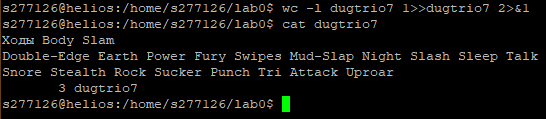 s277126@helios:/home/s277126/lab0$ wc -l dugtrio7 1>>dugtrio7 2>&1
s277126@helios:/home/s277126/lab0$ cat dugtrio7
Ходы Body Slam
Double-Edge Earth Power Fury Swipes Mud-Slap Night Slash Sleep Talk
Snore Stealth Rock Sucker Punch Tri Attack Uproar
       3 dugtrio7
s277126@helios:/home/s277126/lab0$